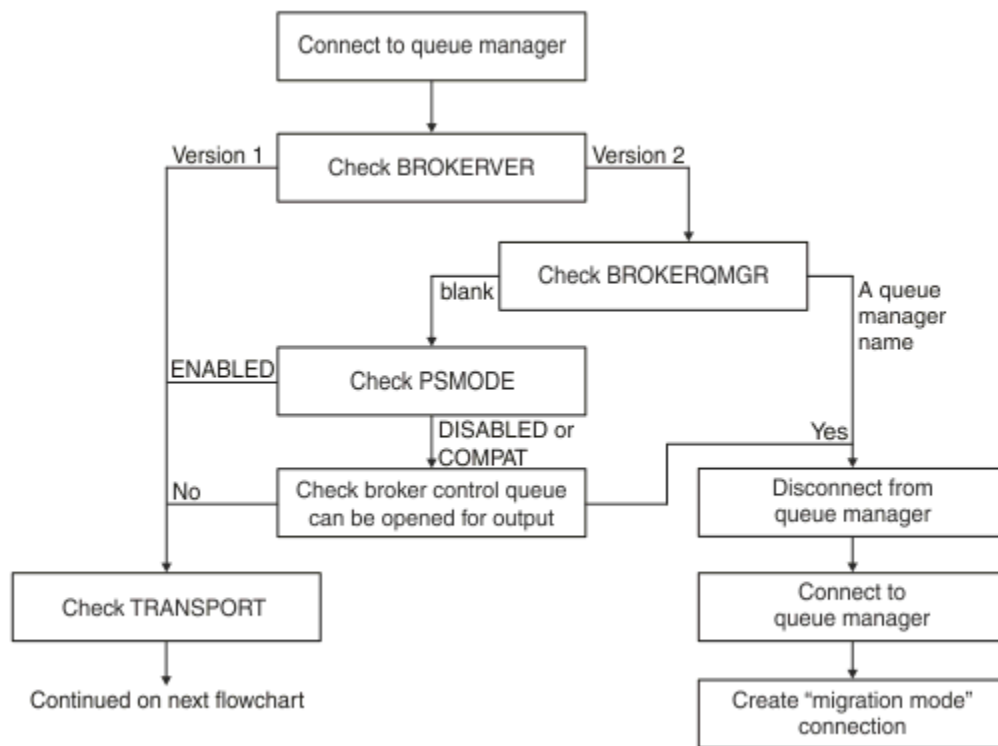 Connect to queue manager
Version 1
Check BROKERVER
Version 2
Check BROKERQMGR
blank
A queue
manager
name
ENABLED
Check PSMODE
DISABLED or
COMPAT
Yes
No
Check broker control queue
can be opened for output
Disconnect from
queue manager
Check TRANSPORT
Connect to
queue manager
Continued on next flowchart
Create “migration mode”
connection